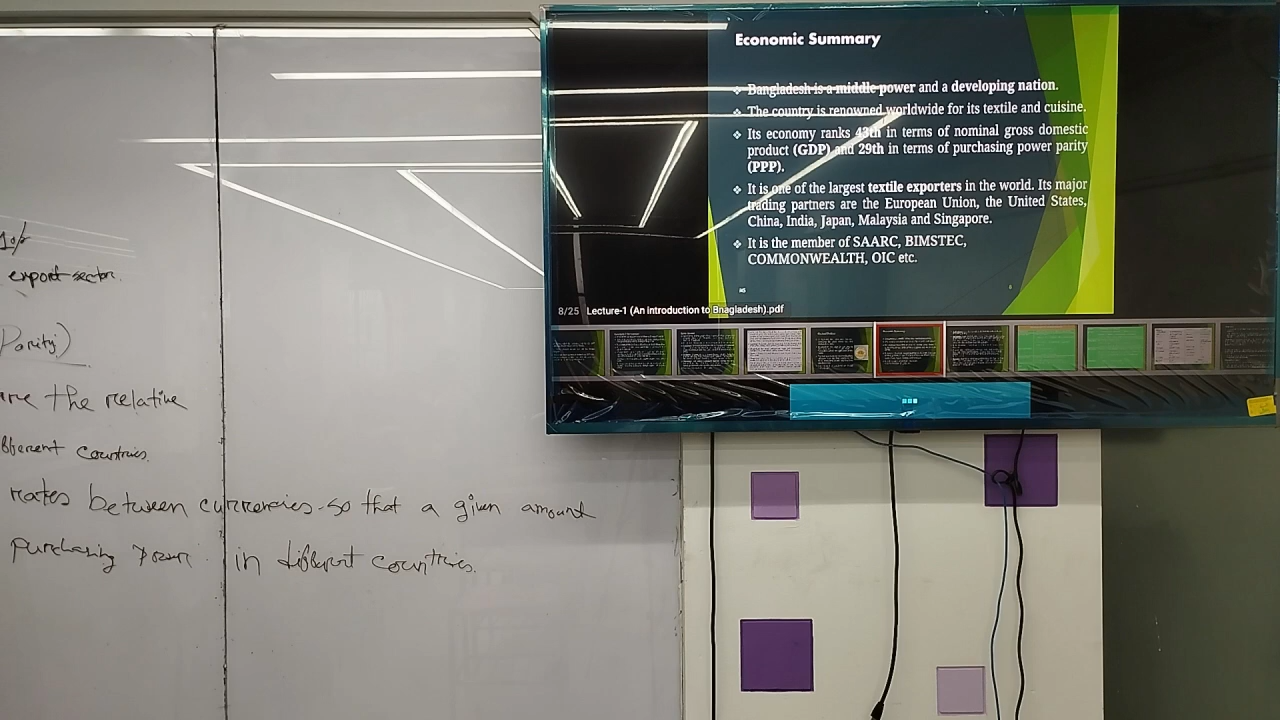 export sector.
Parity)
the relative
countries.
rates between currencies so that a given amount
purchasing power in different countries.
Economic Summary
❖ Bangladesh is a middle power and a developing nation.
❖ The country is renowned worldwide for its textile and cuisine.
❖ Its economy ranks 43th in terms of nominal gross domestic
product (GDP) and 29th in terms of purchasing power parity
(PPP).
❖ It is one of the largest textile exporters in the world. Its major
trading partners are the European Union, the United States,
China, India, Japan, Malaysia and Singapore.
❖ It is the member of SAARC, BIMSTEC,
COMMONWEALTH, OIC etc.
8/25 Lecture-1 (An introduction to Bnagladesh).pdf